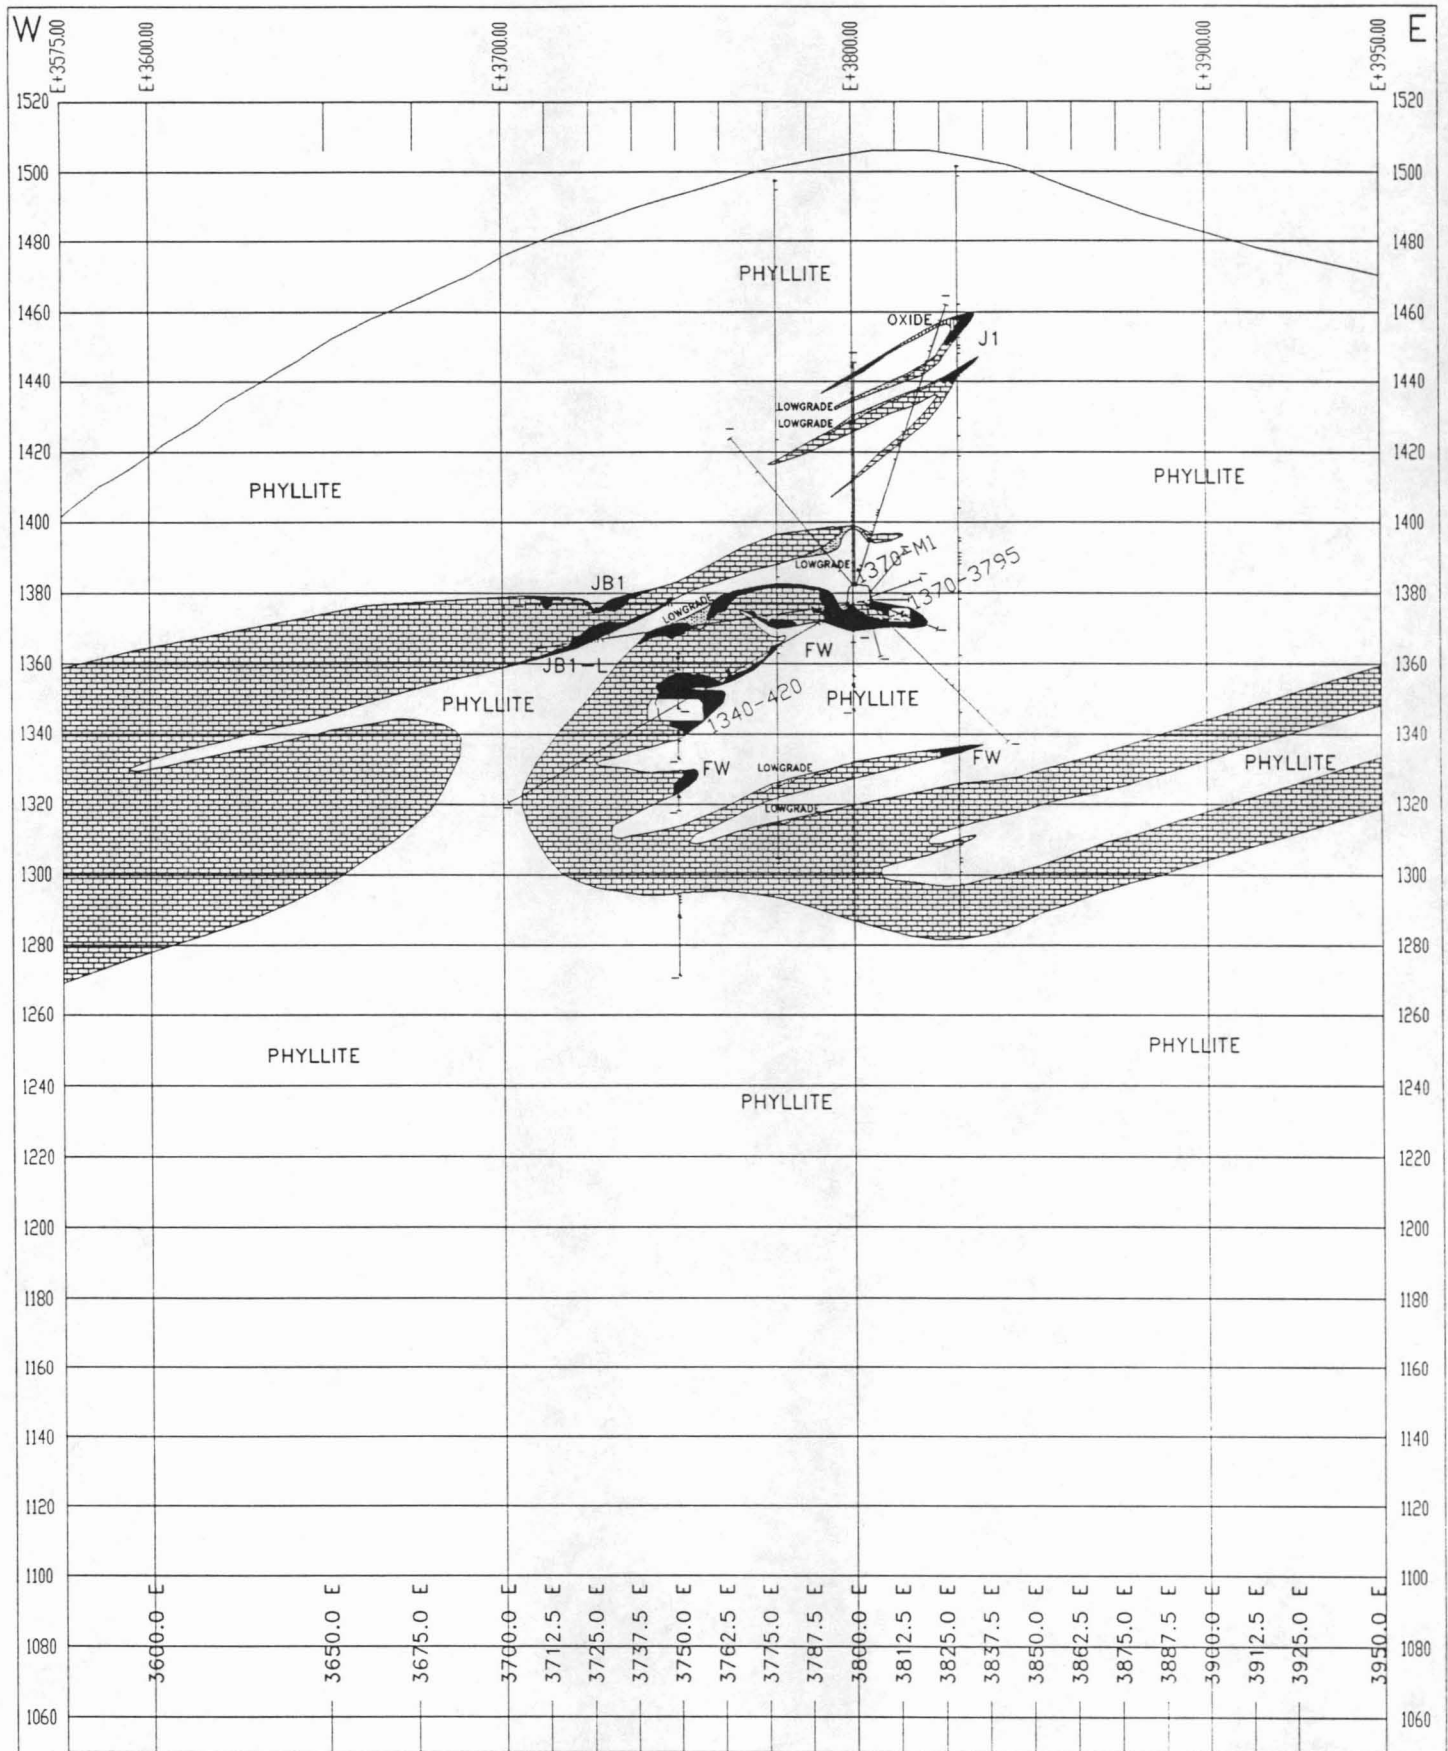 W E
E+3575.00 E+3600.00 E+3700.00 E+3800.00 E+3900.00 E+3950.00
1520 1520
1500 1500
1480 1480
PHYLLITE
1460 1460
OXIDE
J1
1440 1440
LOWGRADE
LOWGRADE
1420 1420
PHYLLITE PHYLLITE
1400 1400
LOWGRADE 1370-M1
1380 JB1 1370-3795 1380
LOWGRADE
1360 JB1-L FW 1360
PHYLLITE 1340-420 PHYLLITE
1340 1340
FW LOWGRADE FW PHYLLITE
1320 LOWGRADE 1320
1300 1300
1280 1280
1260 1260
PHYLLITE PHYLLITE
1240 1240
PHYLLITE
1220 1220
1200 1200
1180 1180
1160 1160
1140 1140
1120 1120
1100 1100
3600.0 E 3650.0 E 3675.0 E 3700.0 E 3712.5 E 3725.0 E 3737.5 E 3750.0 E 3762.5 E 3775.0 E 3787.5 E 3800.0 E 3812.5 E 3825.0 E 3837.5 E 3850.0 E 3862.5 E 3875.0 E 3887.5 E 3900.0 E 3912.5 E 3925.0 E 3950.0 E
1080 1080
1060 1060